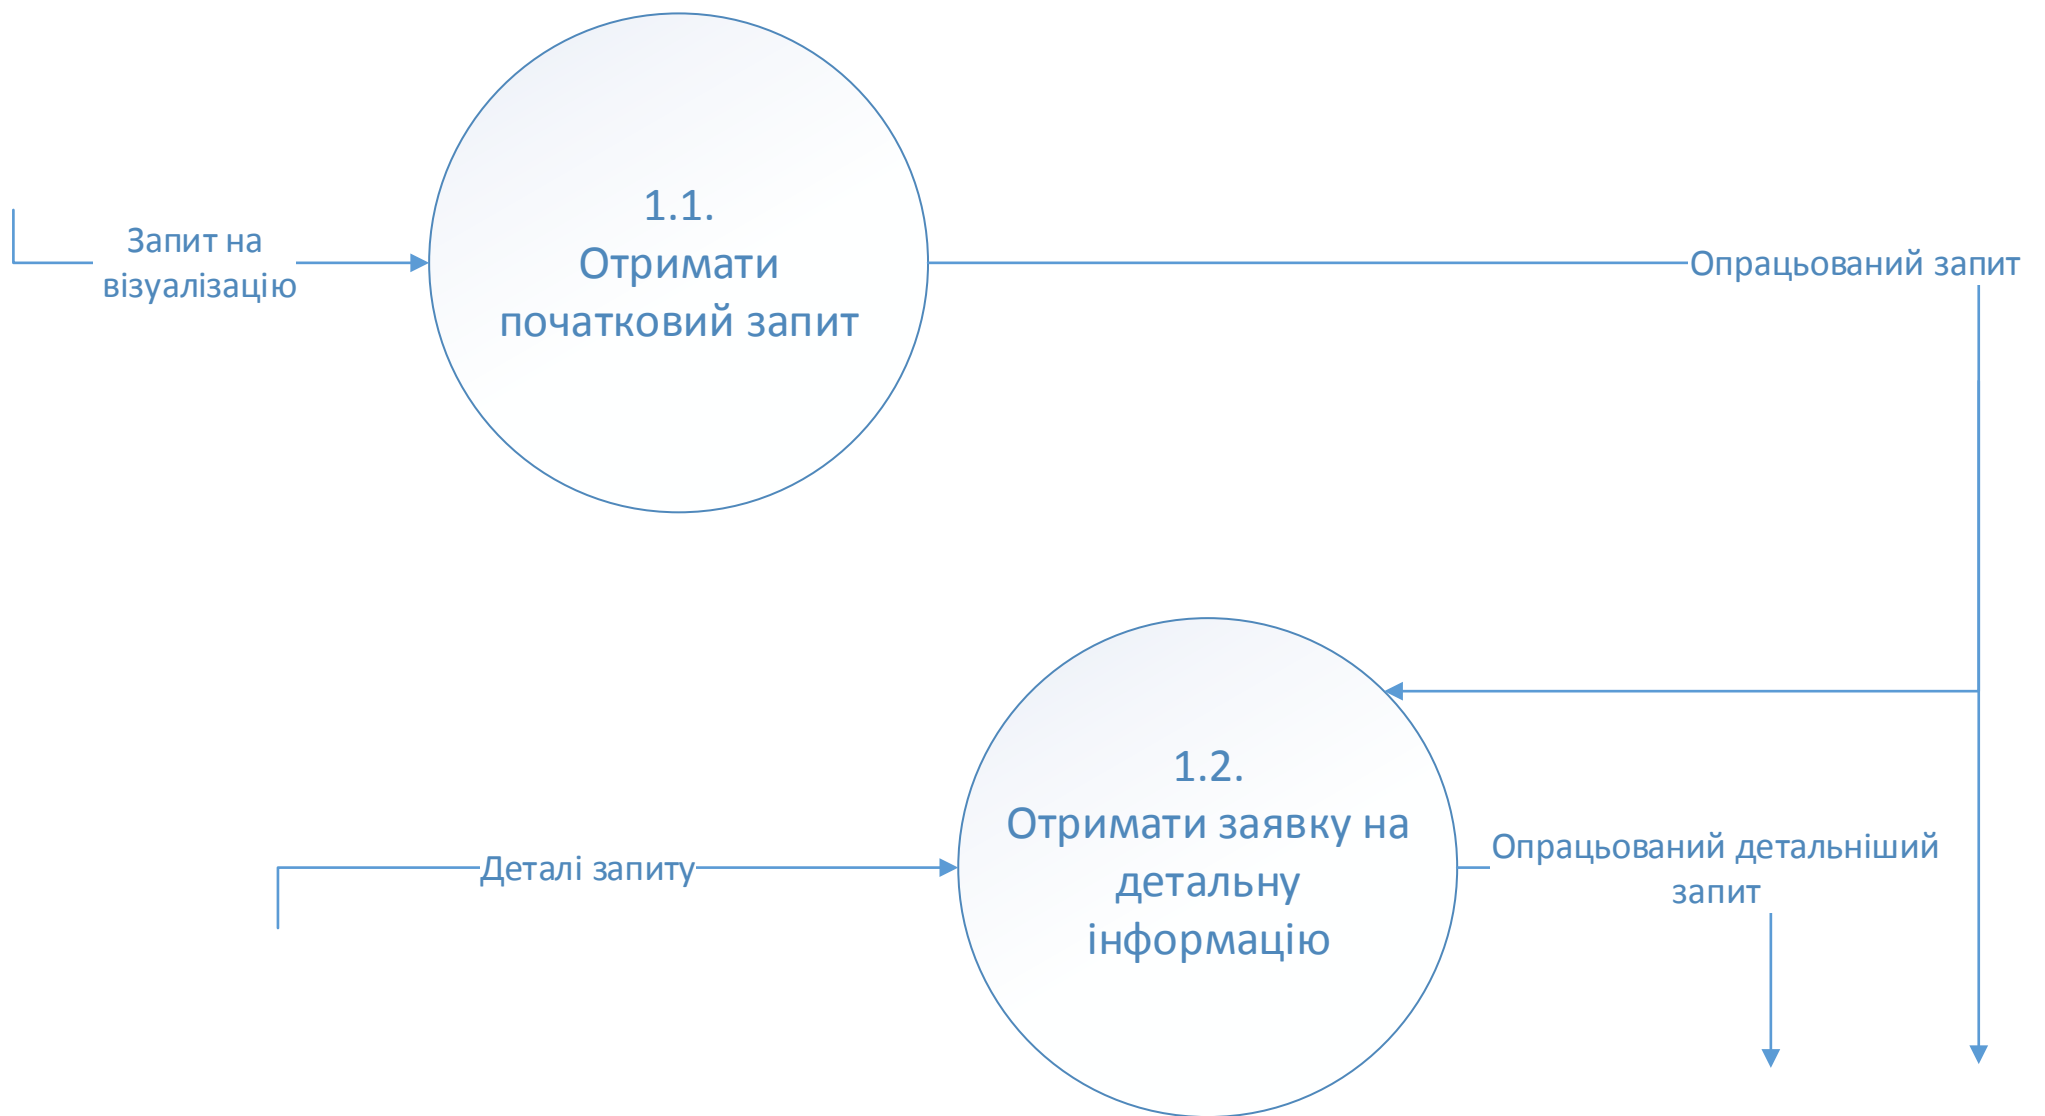 1.1.
Отримати
початковий запит
Запит на
візуалізацію
Опрацьований запит
1.2.
Отримати заявку на
детальну
інформацію
Деталі запиту
Опрацьований детальніший
запит